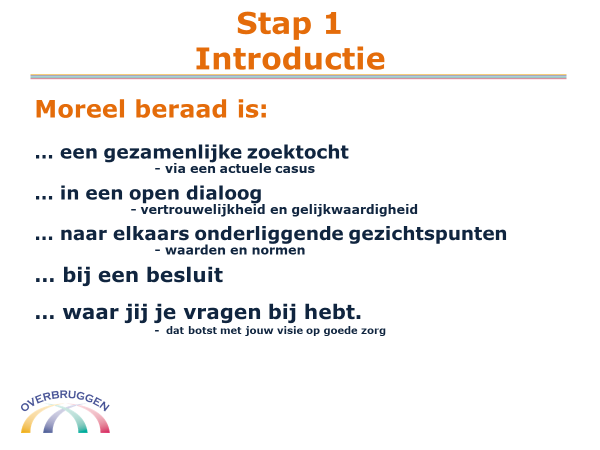 Stap 1
Introductie
Moreel beraad is:
... een gezamenlijke zoektocht
- via een actuele casus
... in een open dialoog
- vertrouwelijkheid en gelijkwaardigheid
... naar elkaars onderliggende gezichtspunten
- waarden en normen
... bij een besluit
... waar jij je vragen bij hebt.
- dat botst met jouw visie op goede zorg
OVERBRUGGEN